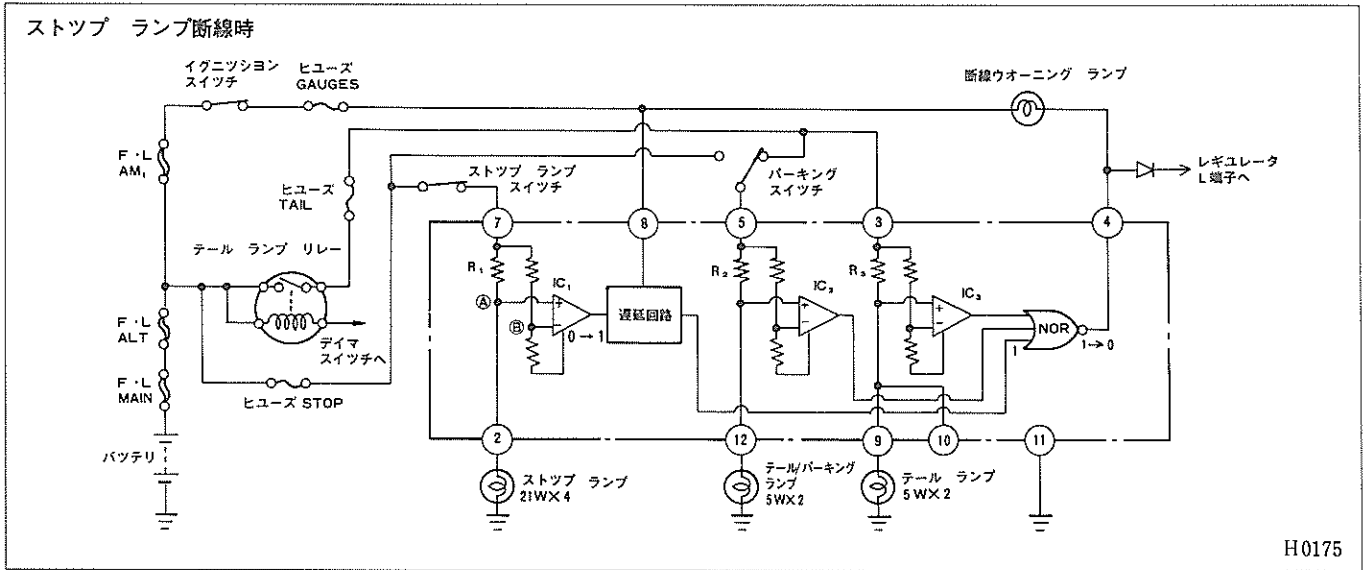 ストツプ ランプ断線時
イグニツシヨン
スイツチ
ヒユーズ
GAUGES
断線ウオーニング ランプ
F・L
AM₁
ヒユーズ
TAIL
ストツプ ランプ
スイツチ
パーキング
スイツチ
レギユレータ
L端子へ
テール ランプ リレー
7
8
5
3
4
R₁
R₂
R₃
IC₁
IC₂
IC₃
Ⓐ
Ⓑ
+
−
+
−
+
−
0→1
遅延回路
NOR
1
1→0
F・L
ALT
デイマ
スイツチへ
F・L
MAIN
ヒユーズ STOP
バツテリ
2
12
9
10
11
ストツプ ランプ
21W×4
テール/パーキング
ランプ
5W×2
テール ランプ
5W×2
H0175